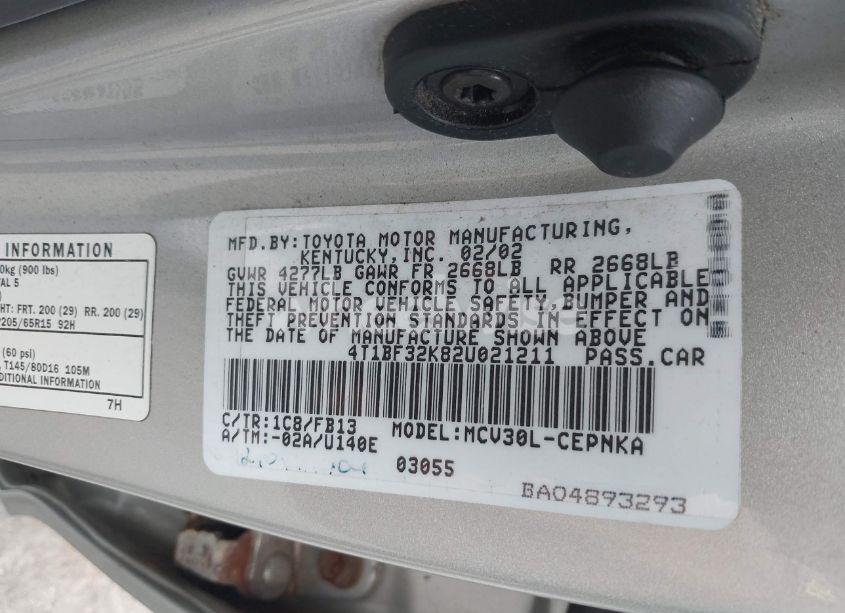 INFORMATION
0kg (900 lbs)
TAL 5
HT: FRT. 200 (29) RR. 200 (29)
P205/65R15 92H
(60 psi)
T145/80D16 105M
DITIONAL INFORMATION
7H
MFD.BY:TOYOTA MOTOR MANUFACTURING,
KENTUCKY,INC. 02/02
GVWR 4277LB GAWR FR 2668LB RR 2668LB
THIS VEHICLE CONFORMS TO ALL APPLICABLE
FEDERAL MOTOR VEHICLE SAFETY, BUMPER AND
THEFT PREVENTION STANDARDS IN EFFECT ON
THE DATE OF MANUFACTURE SHOWN ABOVE
4T1BF32K82U021211 PASS.CAR
C/TR:1C8/FB13 MODEL:MCV30L-CEPNKA
A/TM:-02A/U140E
03055
BA04893293